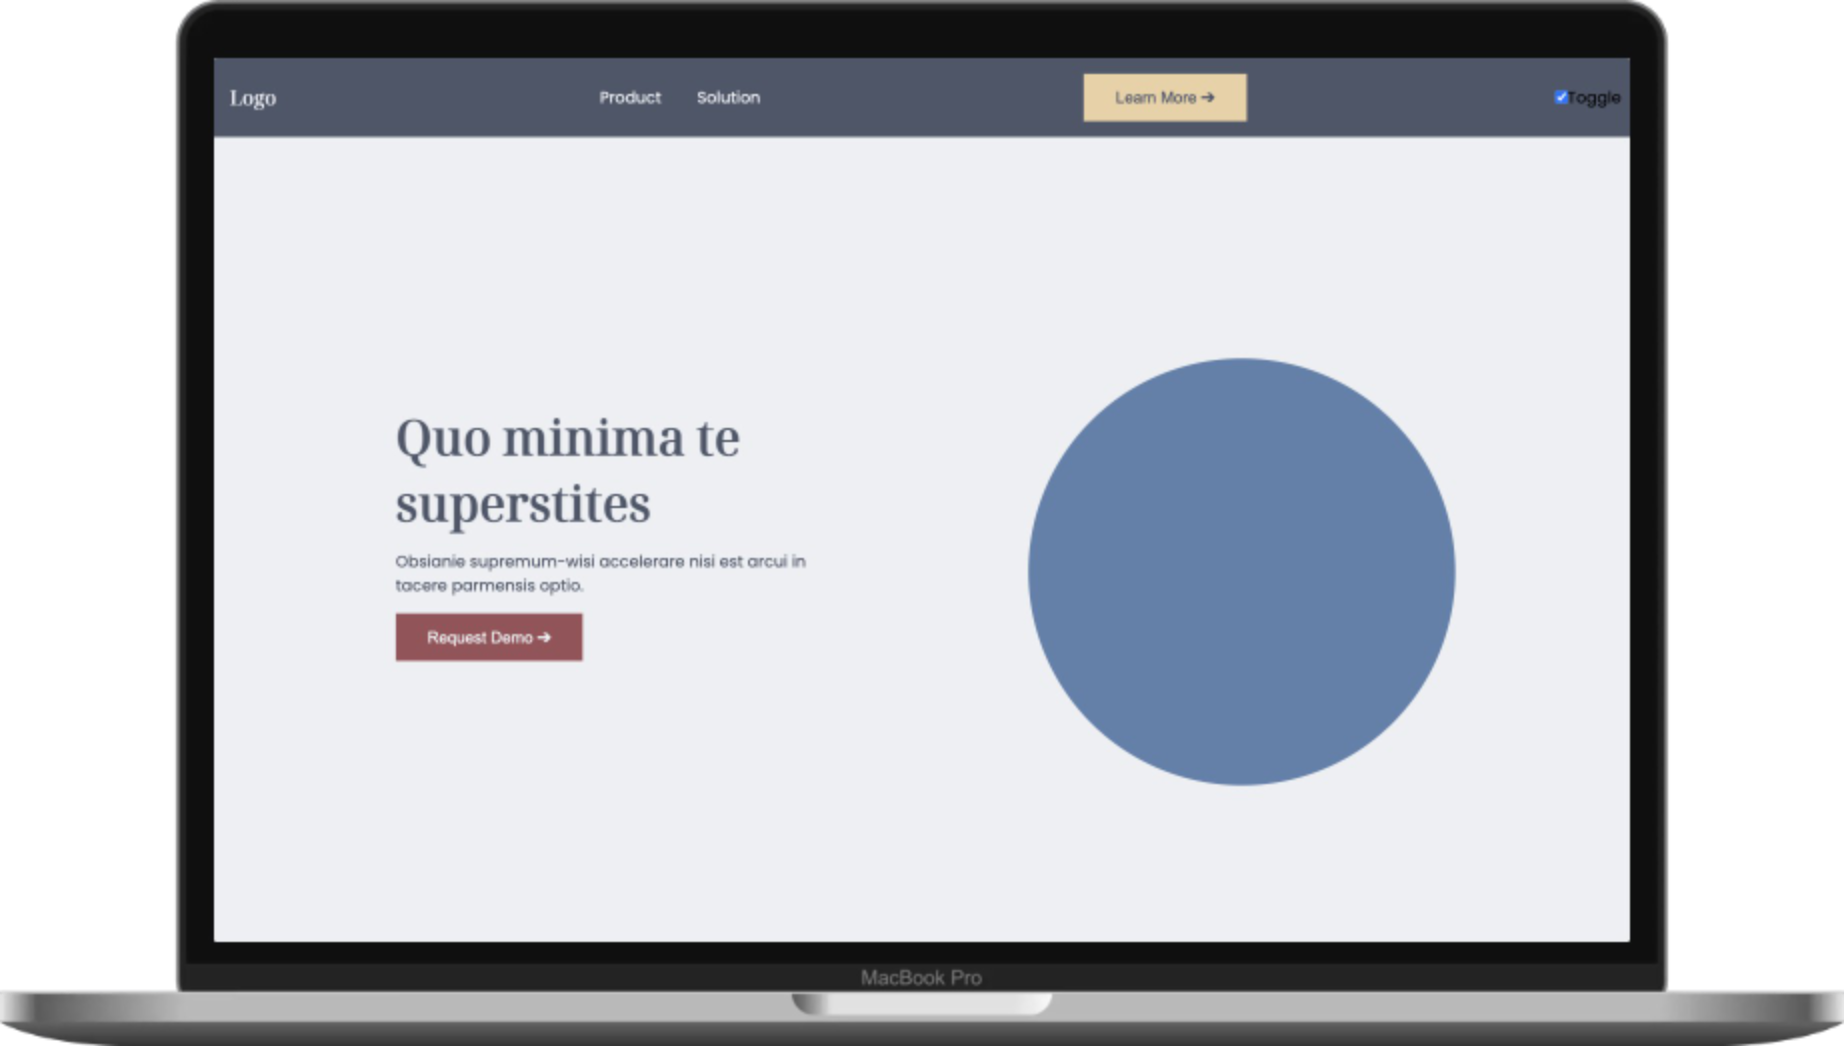 Logo
Product
Solution
Learn More →
Toggle
Quo minima te
superstites
Obsianie supremum-wisi accelerare nisi est arcui in
tacere parmensis optio.
Request Demo →
MacBook Pro